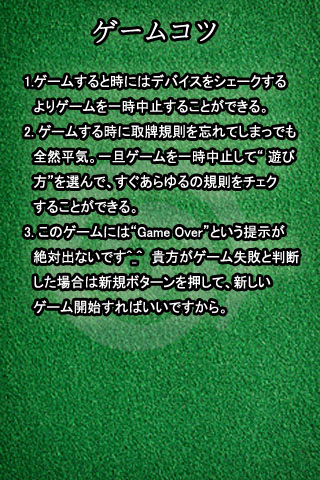 ゲームコツ
1.ゲームすると時にはデバイスをシェークする
よりゲームを一時中止することができる。
2. ゲームする時に取牌規則を忘れてしまっても
全然平気。一旦ゲームを一時中止して“ 遊び
方”を選んで、すぐあらゆるの規則をチェク
することができる。
3. このゲームには“Game Over”という提示が
絶対出ないです^_^ 貴方がゲーム失敗と判断
した場合は新規ボターンを押して、新しい
ゲーム開始すればいいですから。